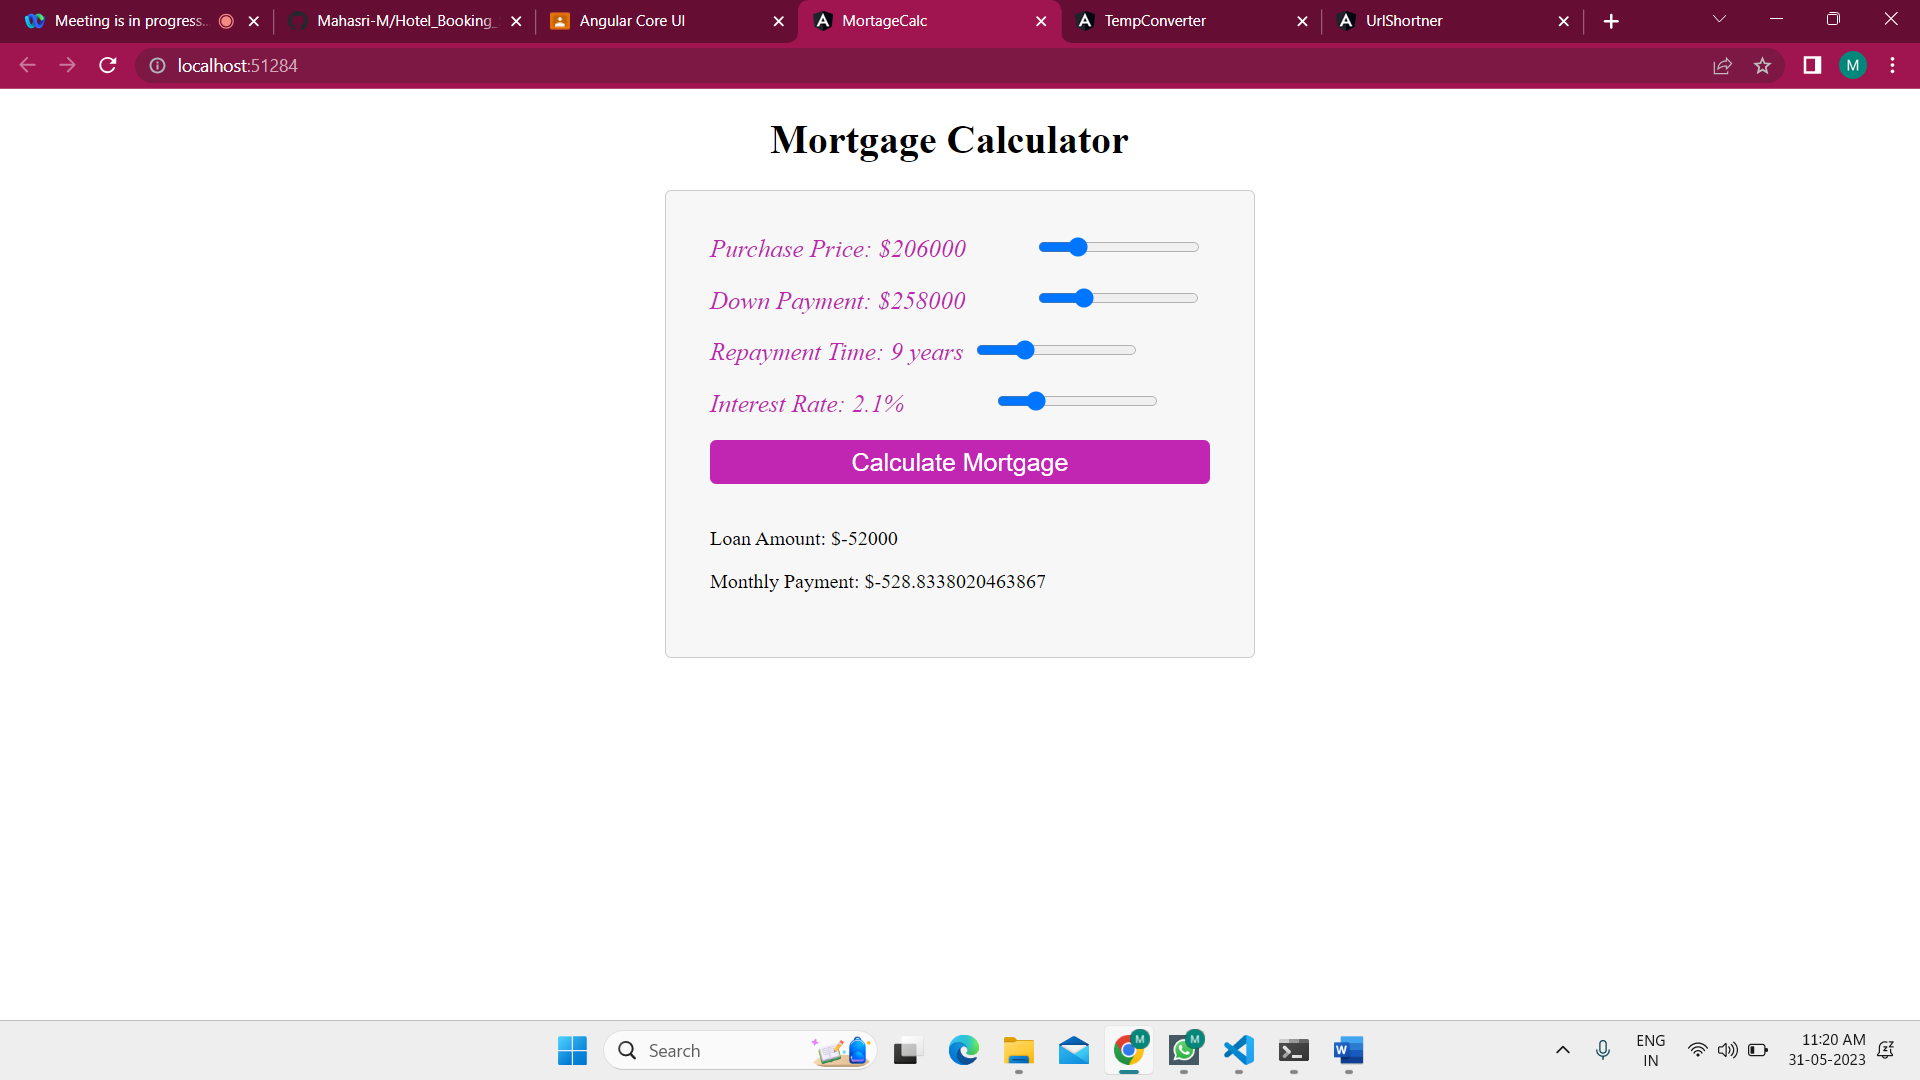 Meeting is in progress..
Mahasri-M/Hotel_Booking_
Angular Core UI
MortageCalc
TempConverter
UrlShortner
localhost:51284
M
Mortgage Calculator
Purchase Price: $206000
Down Payment: $258000
Repayment Time: 9 years
Interest Rate: 2.1%
Calculate Mortgage
Loan Amount: $-52000
Monthly Payment: $-528.8338020463867
Search
M
M
W
ENG
IN
11:20 AM
31-05-2023